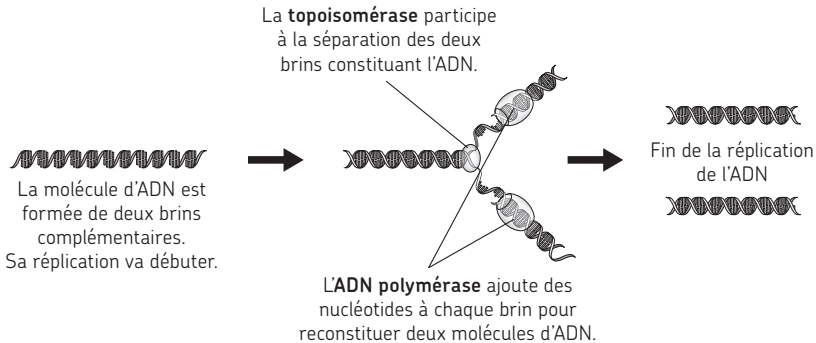 La topoisomérase participe
à la séparation des deux
brins constituant l'ADN.
La molécule d'ADN est
formée de deux brins
complémentaires.
Sa réplication va débuter.
L'ADN polymérase ajoute des
nucléotides à chaque brin pour
reconstituer deux molécules d'ADN.
Fin de la réplication
de l'ADN